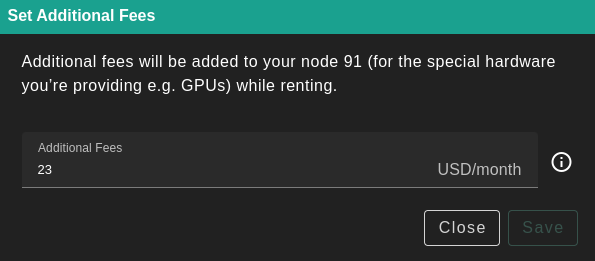 Set Additional Fees
Additional fees will be added to your node 91 (for the special hardware
you’re providing e.g. GPUs) while renting.
Additional Fees
23
USD/month
Close
Save